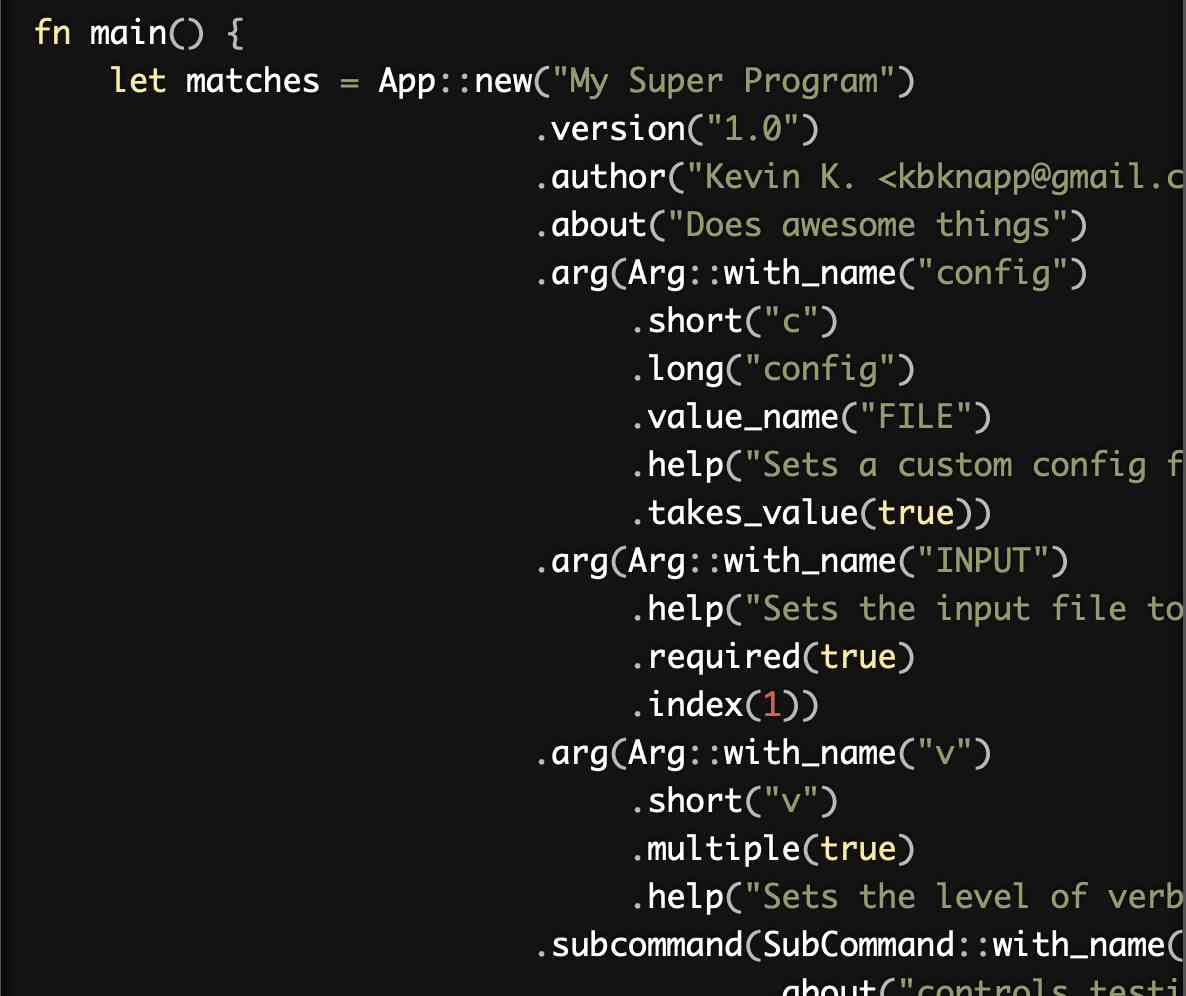 fn main() {
let matches = App::new("My Super Program")
.version("1.0")
.author("Kevin K. <kbknapp@gmail.c
.about("Does awesome things")
.arg(Arg::with_name("config")
.short("c")
.long("config")
.value_name("FILE")
.help("Sets a custom config f
.takes_value(true))
.arg(Arg::with_name("INPUT")
.help("Sets the input file to
.required(true)
.index(1))
.arg(Arg::with_name("v")
.short("v")
.multiple(true)
.help("Sets the level of verb
.subcommand(SubCommand::with_name(
.about("controls testi